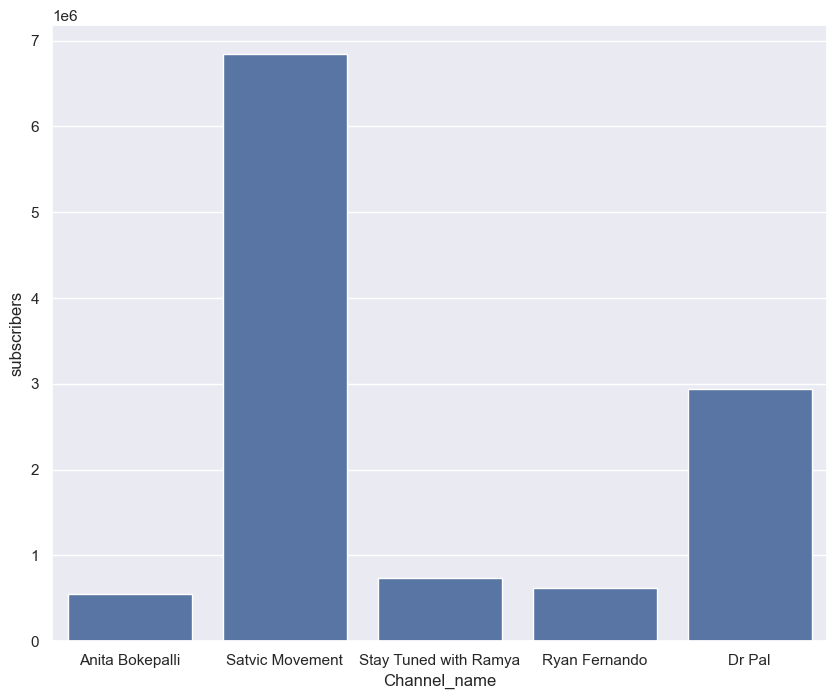 1e6
7
6
5
4
3
2
1
0
subscribers
Anita Bokepalli Satvic Movement Stay Tuned with Ramya Ryan Fernando Dr Pal
Channel_name